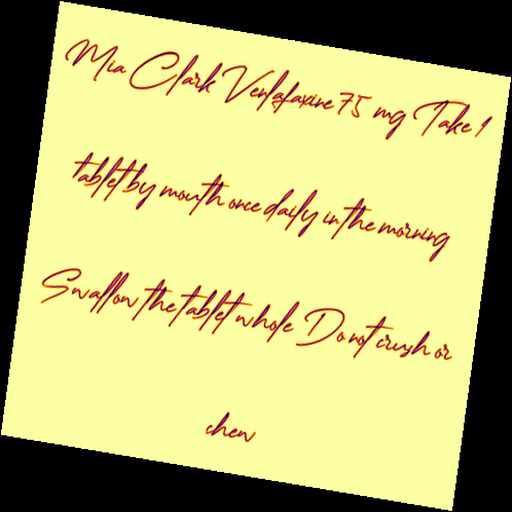 Mia Clark Venlafaxine 75 mg Take 1
tablet by mouth once daily in the morning
Swallow the tablet whole Do not crush or
chew